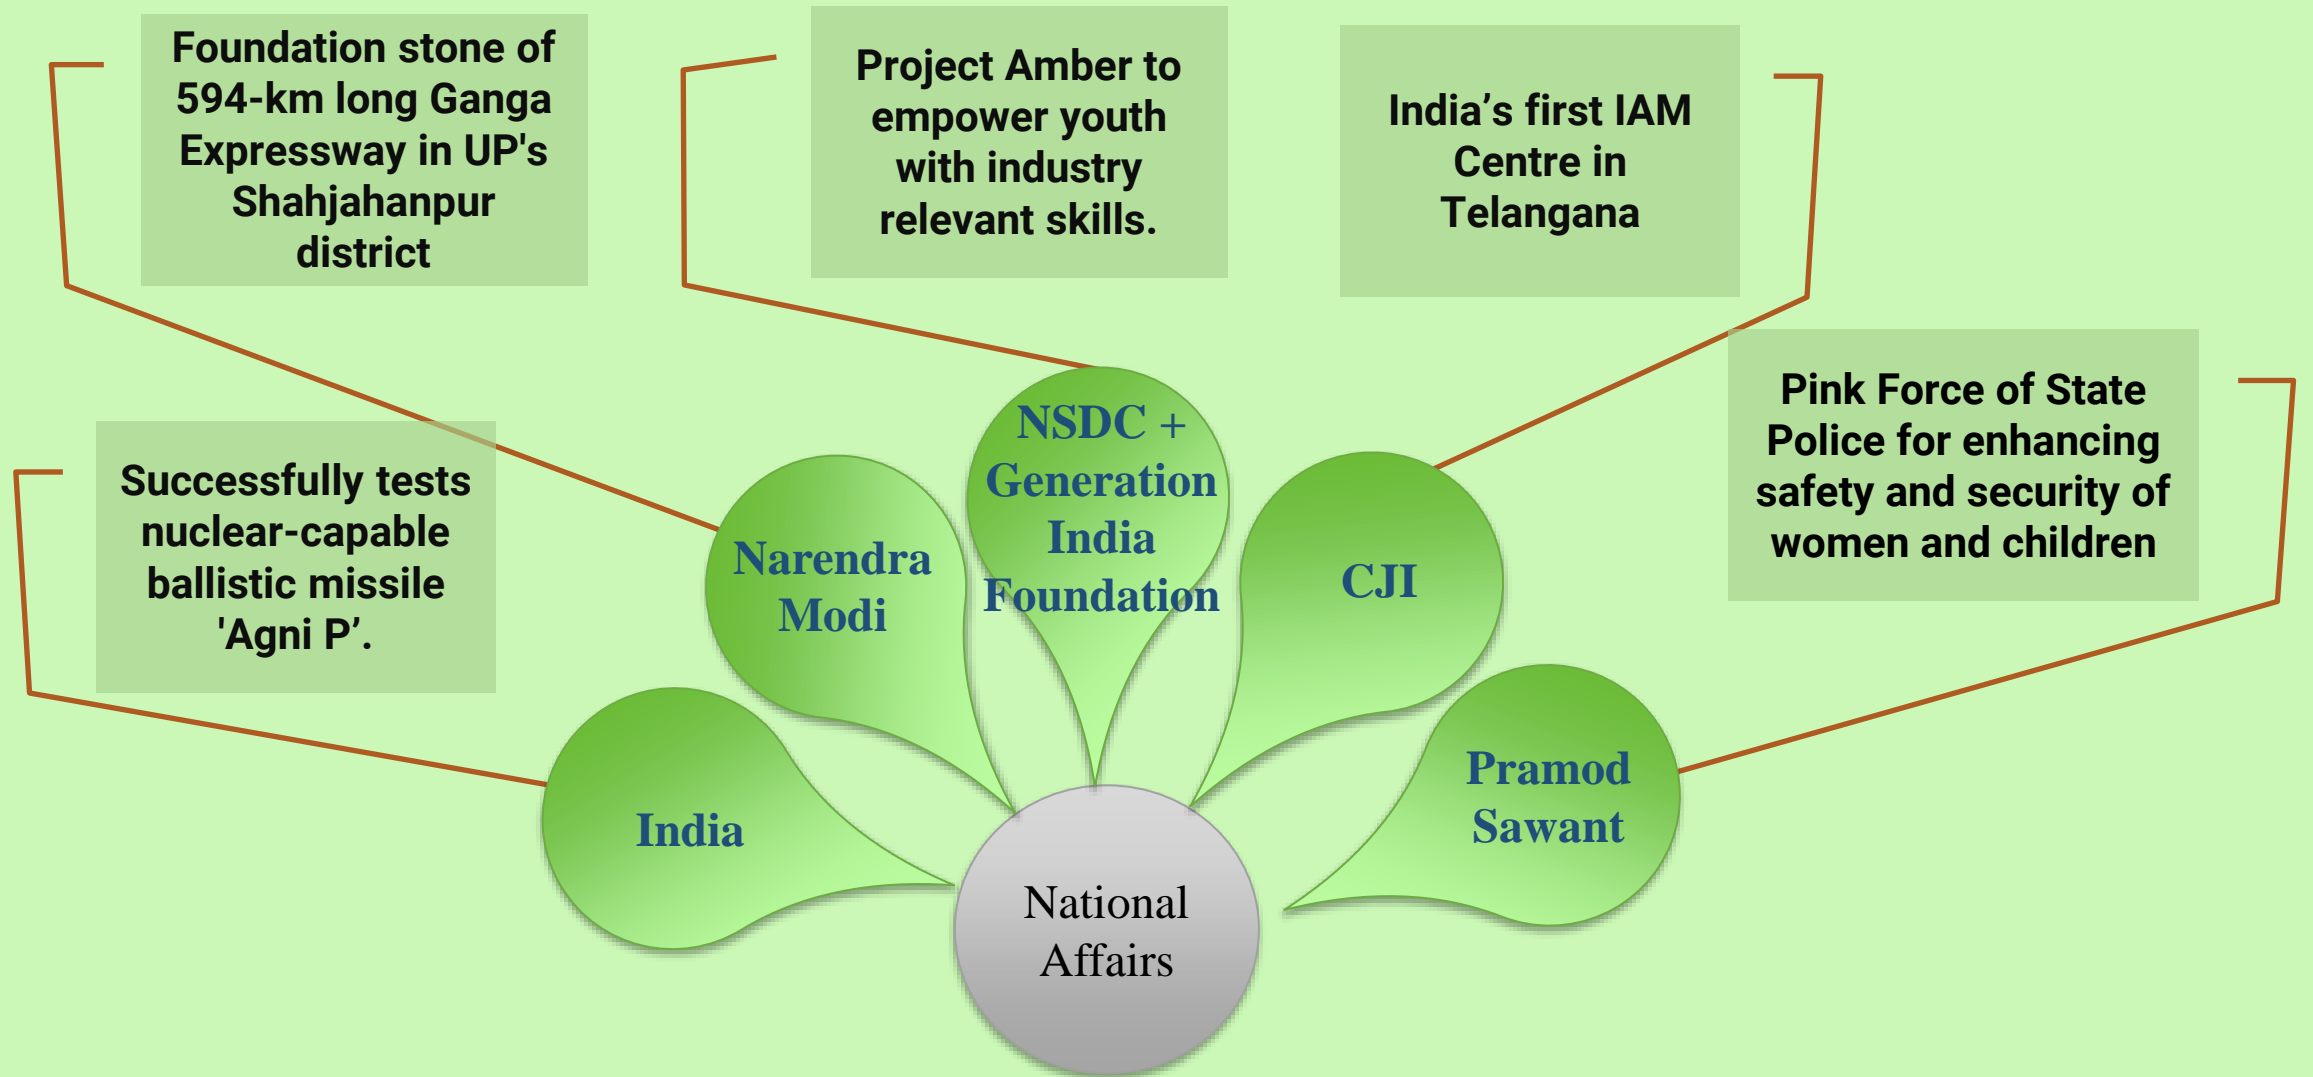 Foundation stone of
594-km long Ganga
Expressway in UP's
Shahjahanpur
district
Project Amber to
empower youth
with industry
relevant skills.
India’s first IAM
Centre in
Telangana
Successfully tests
nuclear-capable
ballistic missile
'Agni P’.
Pink Force of State
Police for enhancing
safety and security of
women and children
India
Narendra
Modi
NSDC +
Generation
India
Foundation
CJI
Pramod
Sawant
National
Affairs